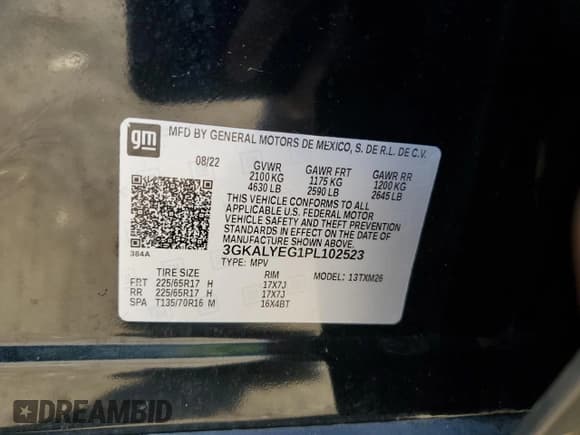 gm
MFD BY GENERAL MOTORS DE MEXICO, S. DE R.L. DE C.V.
08/22 GVWR GAWR FRT GAWR RR
2100 KG 1175 KG 1200 KG
4630 LB 2590 LB 2645 LB
THIS VEHICLE CONFORMS TO ALL
APPLICABLE U.S. FEDERAL MOTOR
VEHICLE SAFETY AND THEFT PREVENTION
STANDARDS IN EFFECT ON THE DATE OF
MANUFACTURE SHOWN ABOVE.
3GKALYEG1PL102523
384A
TYPE: MPV 13TXM26
TIRE SIZE RIM
FRT 225/65R17 H 17X7J
RR 225/65R17 H 17X7J
SPA T135/70R16 M 16X4BT
DREAMBID